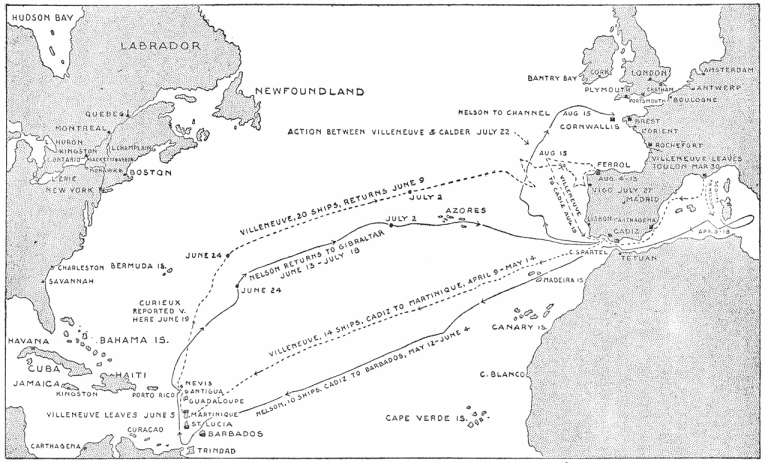 HUDSON BAY
LABRADOR
NEWFOUNDLAND
QUEBEC
MONTREAL
L. HURON
KINGSTON
L. CHAMPLAIN
L. ONTARIO
SACKETTS HARBOR
MOHAWK R.
L. ERIE
BOSTON
NEW YORK
CHARLESTON
SAVANNAH
BERMUDA IS.
CURIEUX
REPORTED V.
HERE JUNE 19
BAHAMA IS.
HAVANA
CUBA
HAITI
JAMAICA
KINGSTON
PORTO RICO
NEVIS
ANTIGUA
GUADALOUPE
VILLENEUVE LEAVES JUNE 5
MARTINIQUE
ST. LUCIA
BARBADOS
CURACAO
CARTHAGENA
TRINDAD
VILLENEUVE, 20 SHIPS, RETURNS JUNE 9
JULY 2
JUNE 24
NELSON RETURNS TO GIBRALTAR
JUNE 13 - JULY 18
JULY 2
JUNE 24
AZORES
VILLENEUVE, 14 SHIPS, CADIZ TO MARTINIQUE, APRIL 9 - MAY 14
NELSON, 10 SHIPS, CADIZ TO BARBADOS, MAY 12 - JUNE 4
MADEIRA IS
CANARY IS.
C. BLANCO
CAPE VERDE IS.
BANTRY BAY
CORK
LONDON
AMSTERDAM
PLYMOUTH
CHATHAM
ANTWERP
PORTSMOUTH
BOULOGNE
NELSON TO CHANNEL
AUG 15
CORNWALLIS
BREST
L'ORIENT
ACTION BETWEEN VILLENEUVE & CALDER JULY 22
ROCHEFORT
AUG 15
FERROL
AUG. 4-13
VILLENEUVE LEAVES
TOULON MAR 30
VIGO JULY 27
VILLENEUVE
TO CADIZ AUG 19
MADRID
LISBON
CARTAGENA
CADIZ
C. SPARTEL
TETUAN
APR 5-18